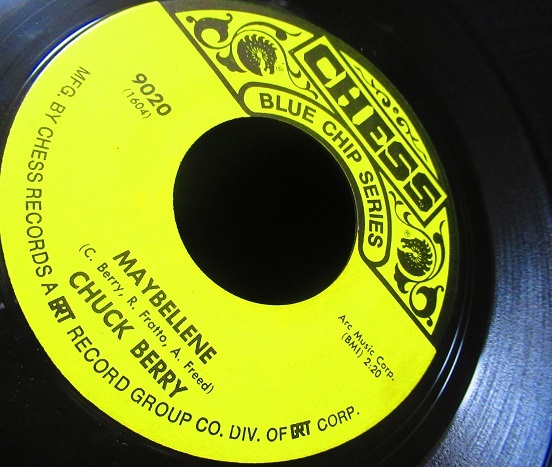 CHESS
BLUE CHIP SERIES
9020
(1604)
MAYBELLENE
(C. Berry, R. Fratto, A. Freed)
CHUCK BERRY
Arc Music Corp.
(BMI) 2:20
MFG. BY CHESS RECORDS A GRT RECORD GROUP CO. DIV. OF GRT CORP.